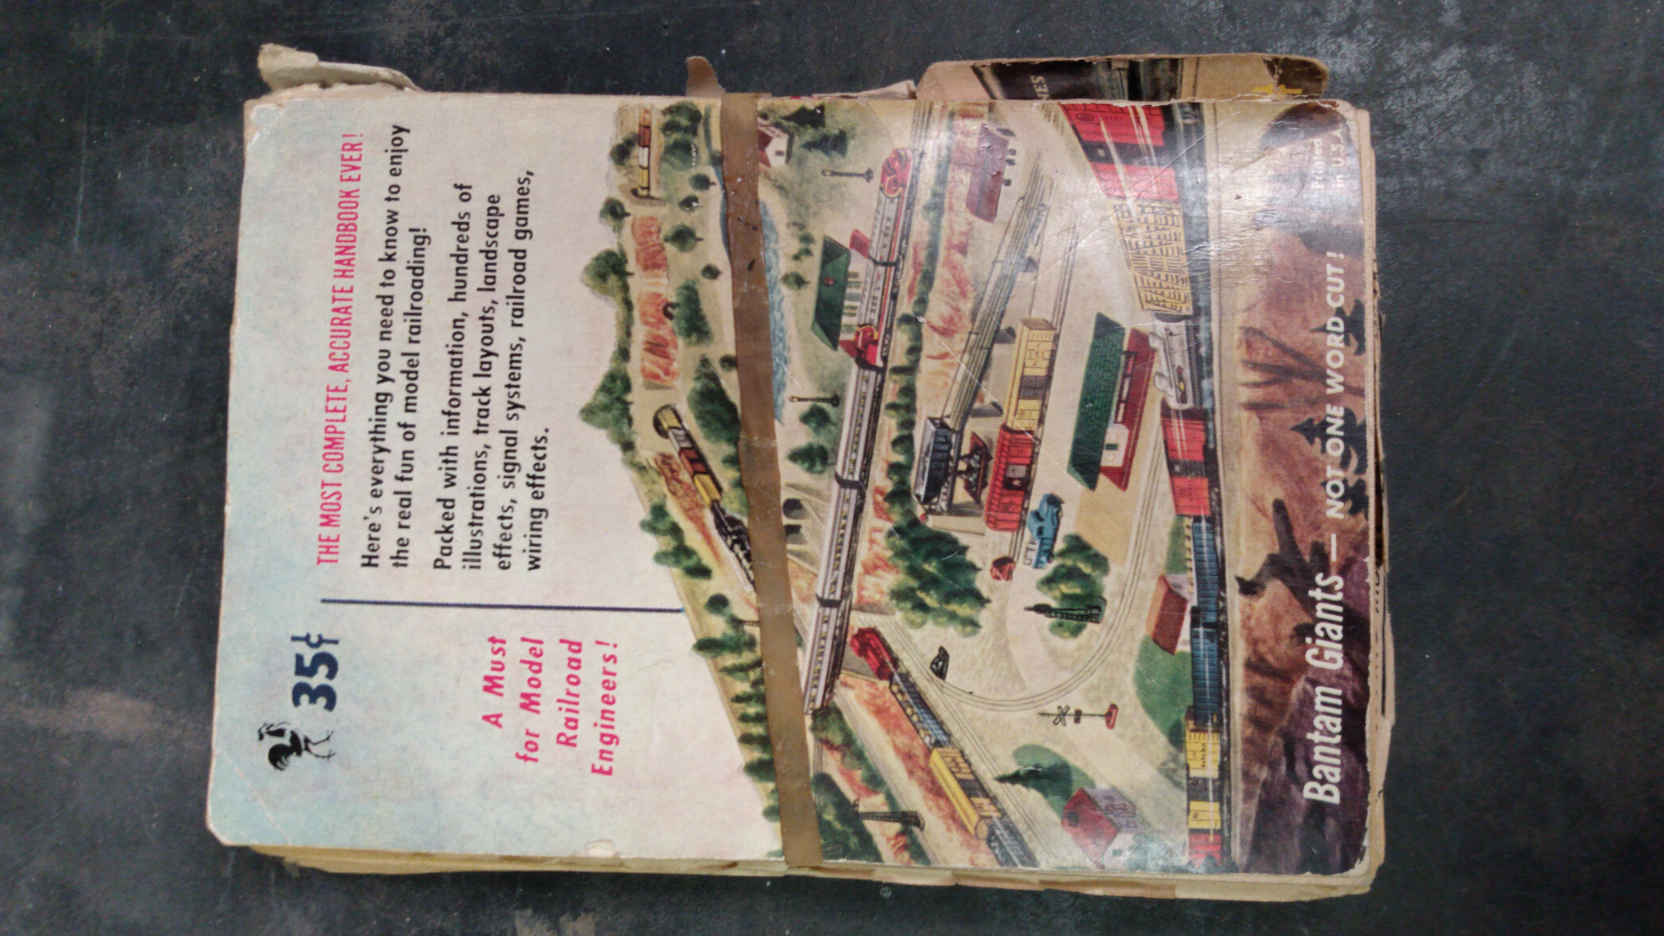 35¢
THE MOST COMPLETE, ACCURATE HANDBOOK EVER!
Here's everything you need to know to enjoy
the real fun of model railroading!
Packed with information, hundreds of
illustrations, track layouts, landscape
effects, signal systems, railroad games,
wiring effects.
A Must
for Model
Railroad
Engineers!
Bantam Giants — NOT ONE WORD CUT!
Printed
U.S.A.
ES